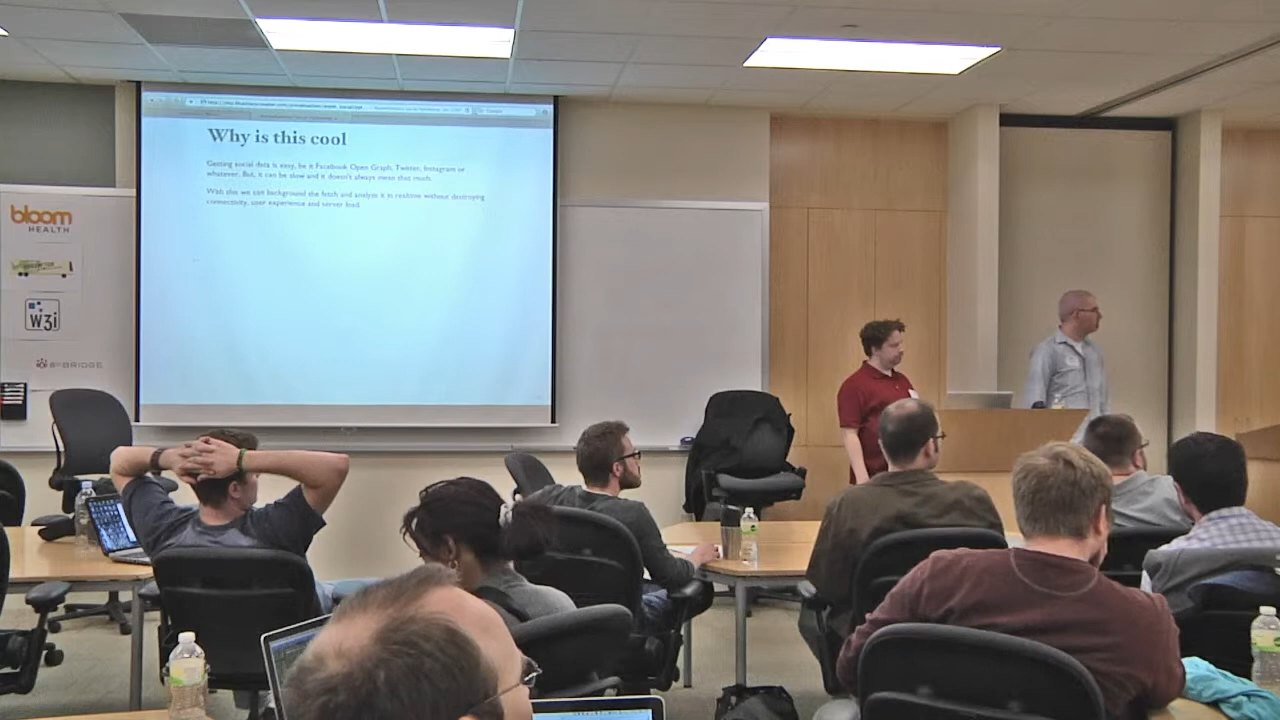 Why is this cool
Getting social data is easy, be it Facebook Open Graph, Twitter, Instagram or
whatever. But, it can be slow and it doesn't always mean that much.
With this we can background the fetch and analyze it in realtime without destroying
connectivity, user experience and server load.
bloom
HEALTH
W3i
BRIDGE